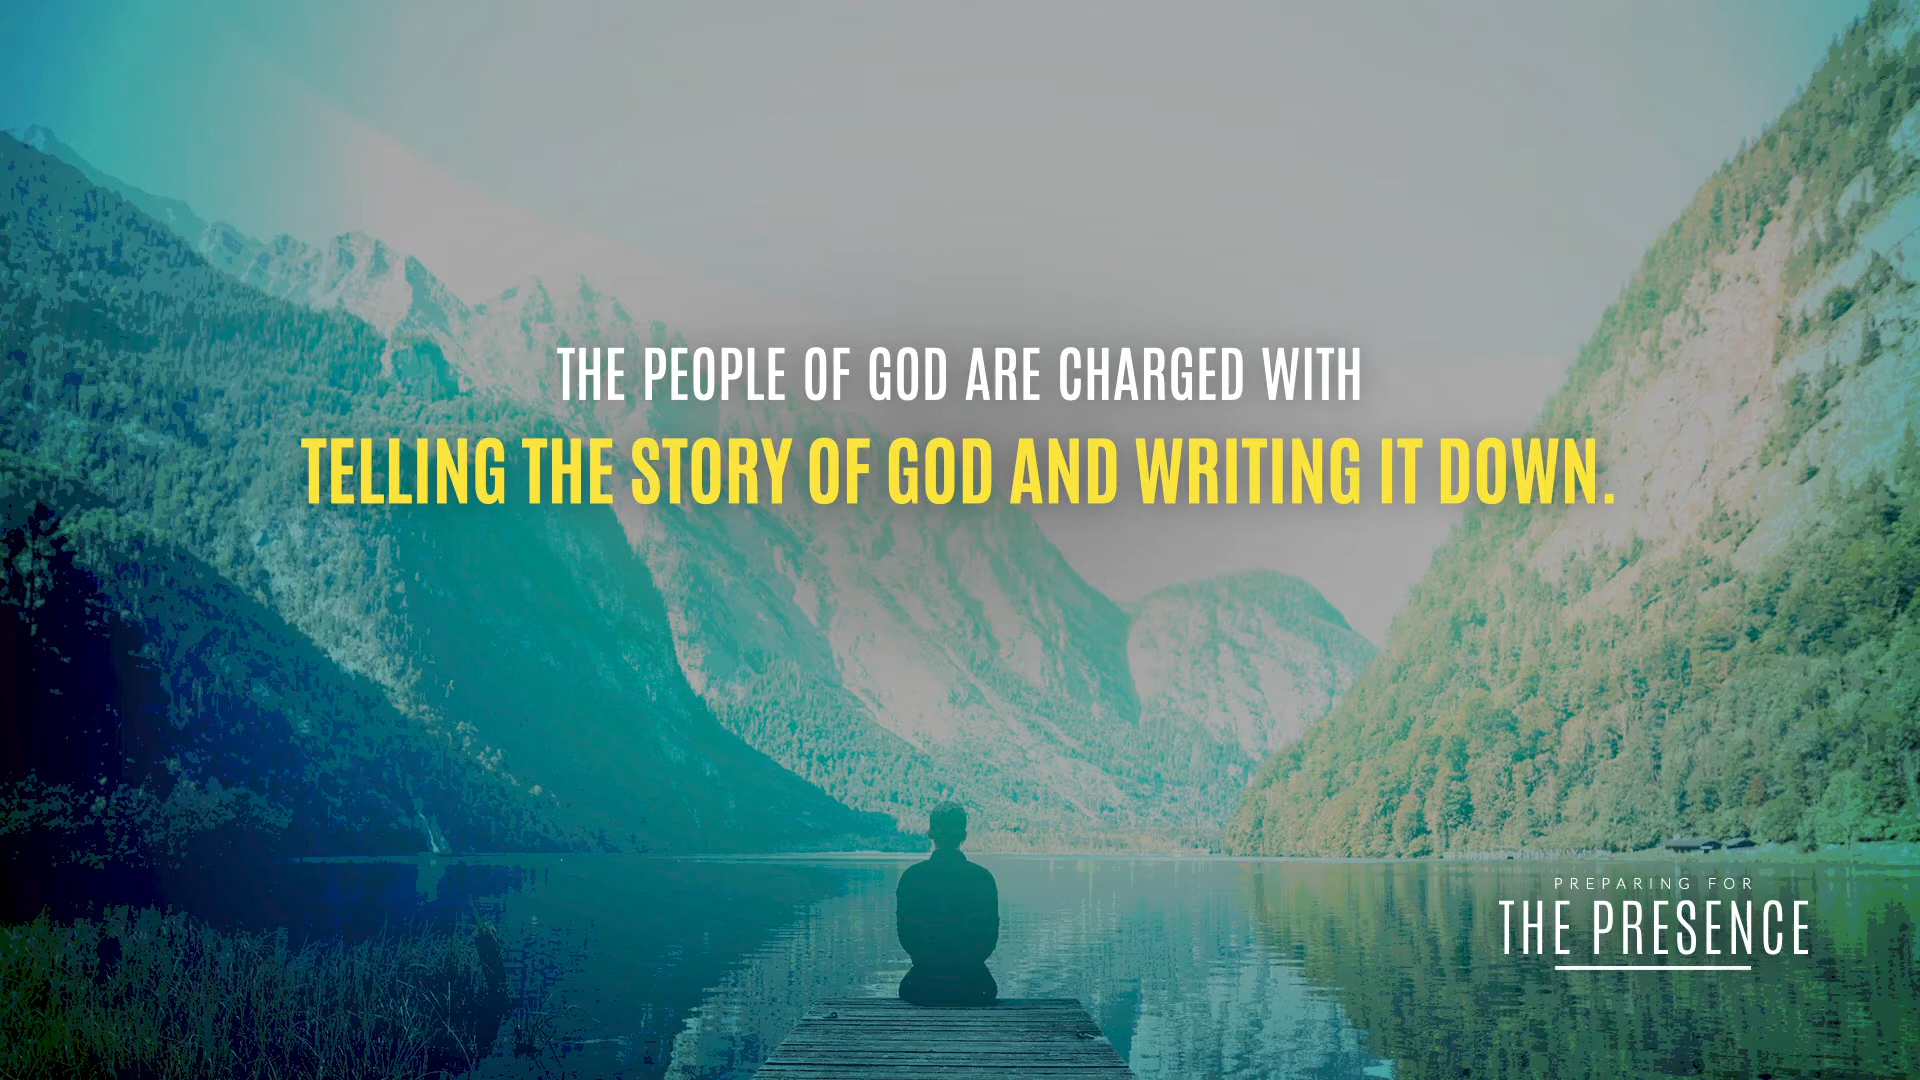 THE PEOPLE OF GOD ARE CHARGED WITH
TELLING THE STORY OF GOD AND WRITING IT DOWN.
PREPARING FOR
THE PRESENCE